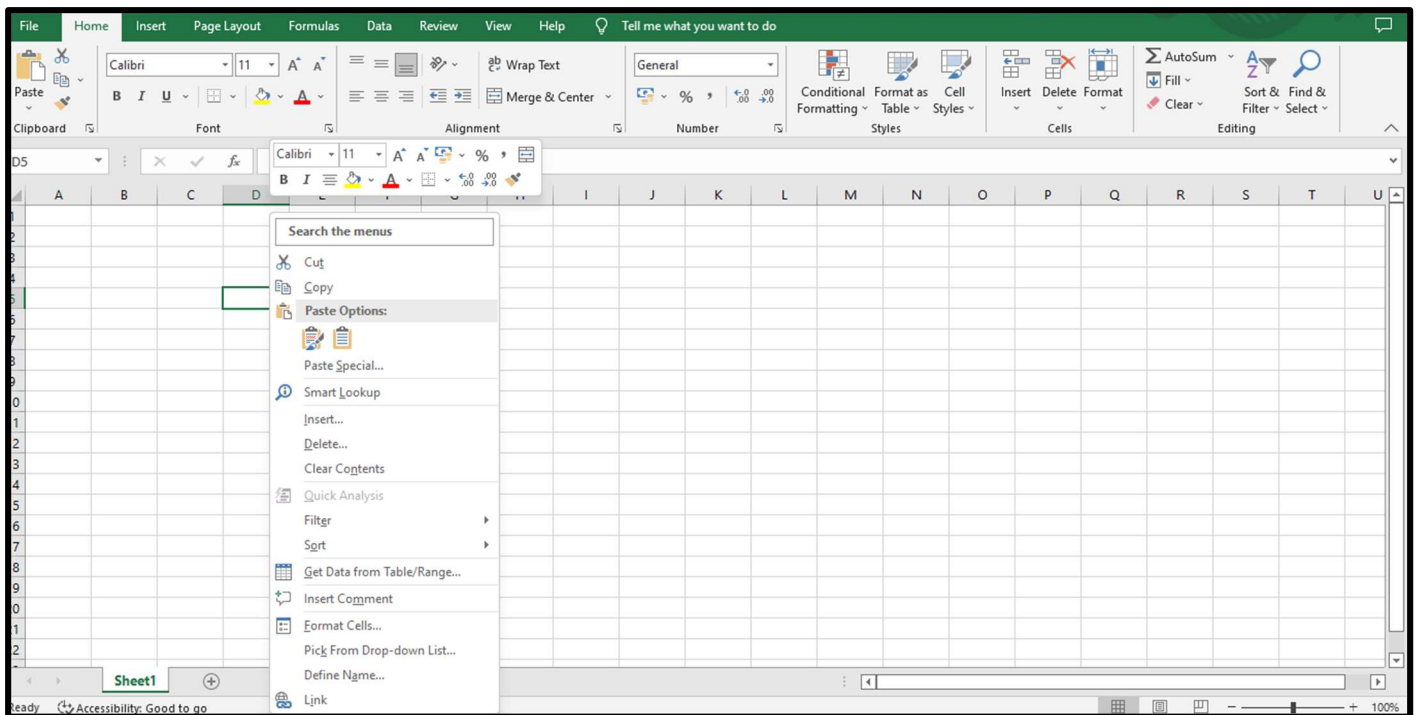 File Home Insert Page Layout Formulas Data Review View Help Tell me what you want to do
Paste
Clipboard
Calibri 11 A A
B I U A
Font
ab Wrap Text
Merge & Center
Alignment
General
% , .00 .0
Number
Conditional Formatting
Format as Table
Cell Styles
Styles
Insert Delete Format
Cells
AutoSum
Fill
Clear
Sort & Filter
Find & Select
Editing
D5 fx
Calibri 11 A A % ,
B I A
A B C D I J K L M N O P Q R S T U
Search the menus
Cut
Copy
Paste Options:
Paste Special...
Smart Lookup
Insert...
Delete...
Clear Contents
Quick Analysis
Filter
Sort
Get Data from Table/Range...
Insert Comment
Format Cells...
Pick From Drop-down List...
Define Name...
Link
Sheet1
Ready Accessibility: Good to go 100%